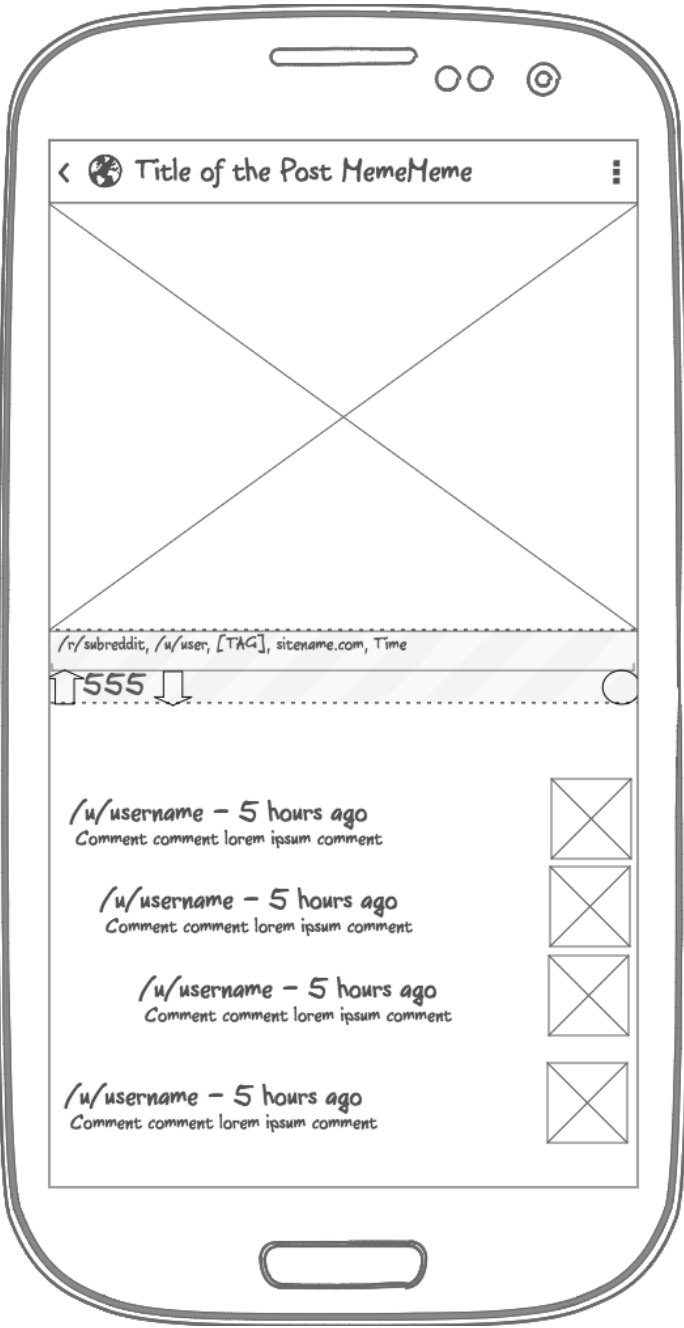 Title of the Post MemeMeme
/r/subreddit, /u/user, [TAG], sitename.com, Time
555
/u/username - 5 hours ago
Comment comment lorem ipsum comment
/u/username - 5 hours ago
Comment comment lorem ipsum comment
/u/username - 5 hours ago
Comment comment lorem ipsum comment
/u/username - 5 hours ago
Comment comment lorem ipsum comment